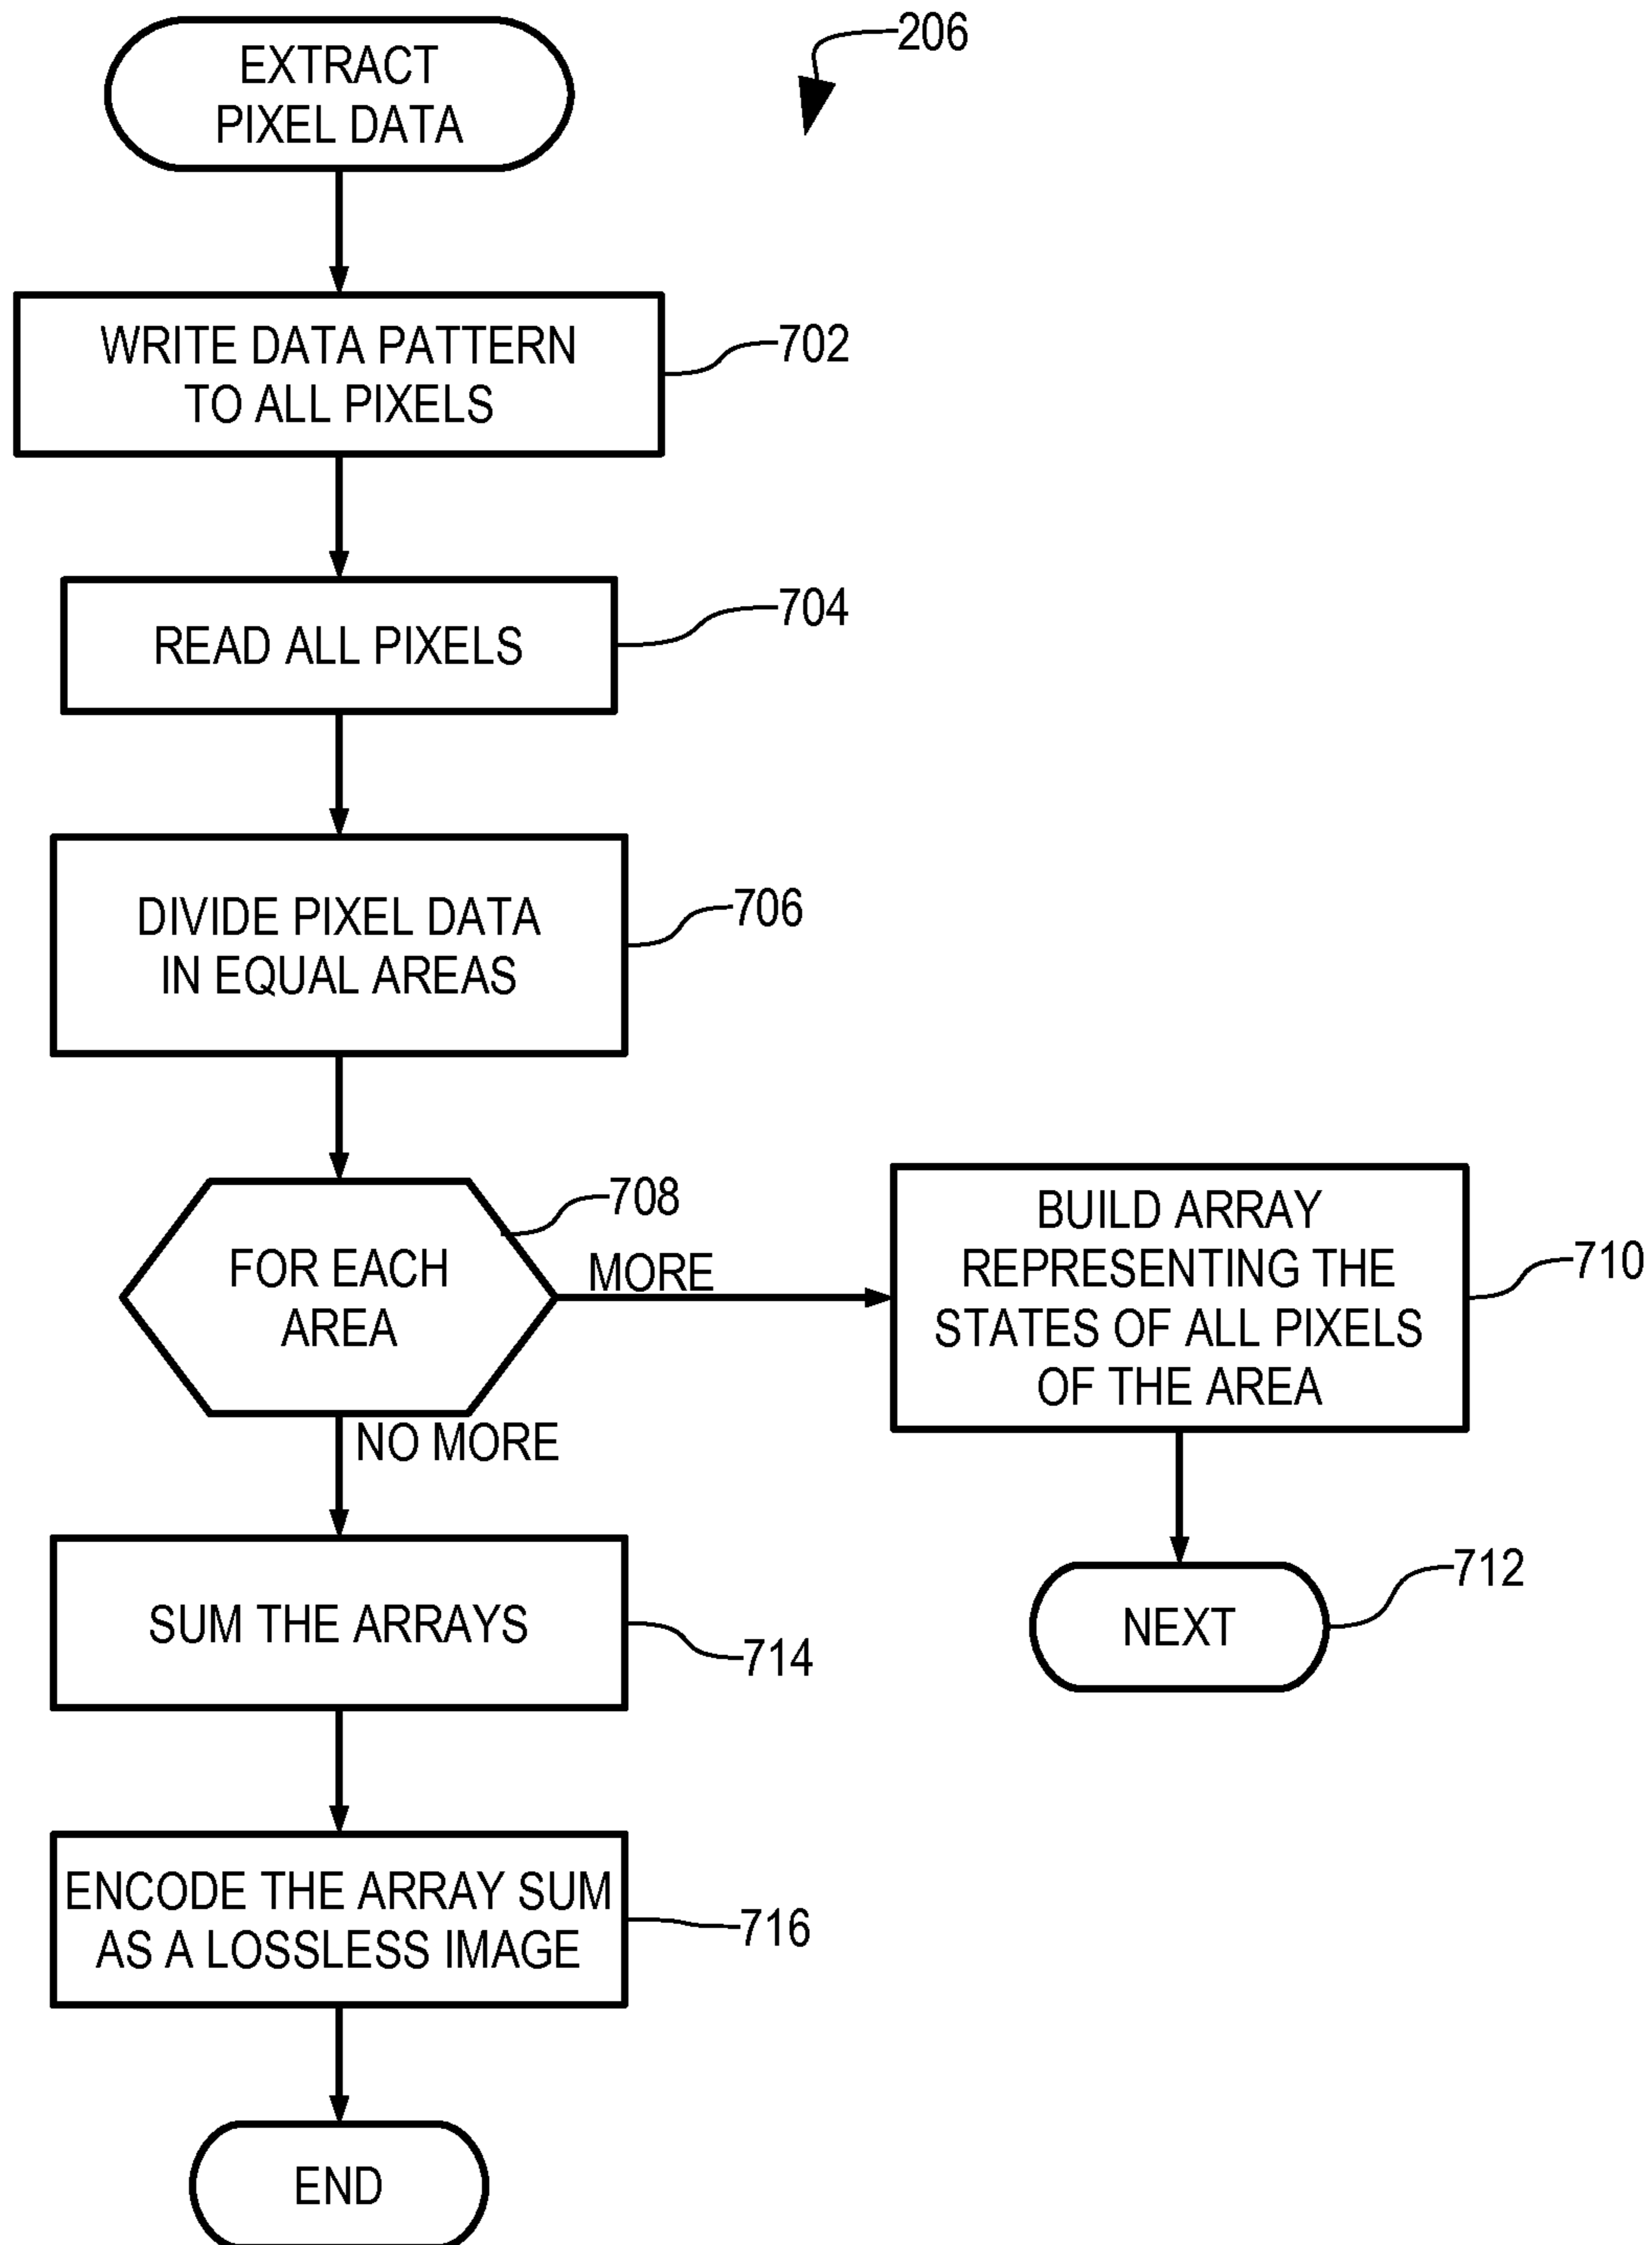 EXTRACT
PIXEL DATA
206
WRITE DATA PATTERN
TO ALL PIXELS
702
READ ALL PIXELS
704
DIVIDE PIXEL DATA
IN EQUAL AREAS
706
FOR EACH
AREA
708
MORE
BUILD ARRAY
REPRESENTING THE
STATES OF ALL PIXELS
OF THE AREA
710
NEXT
712
NO MORE
SUM THE ARRAYS
714
ENCODE THE ARRAY SUM
AS A LOSSLESS IMAGE
716
END